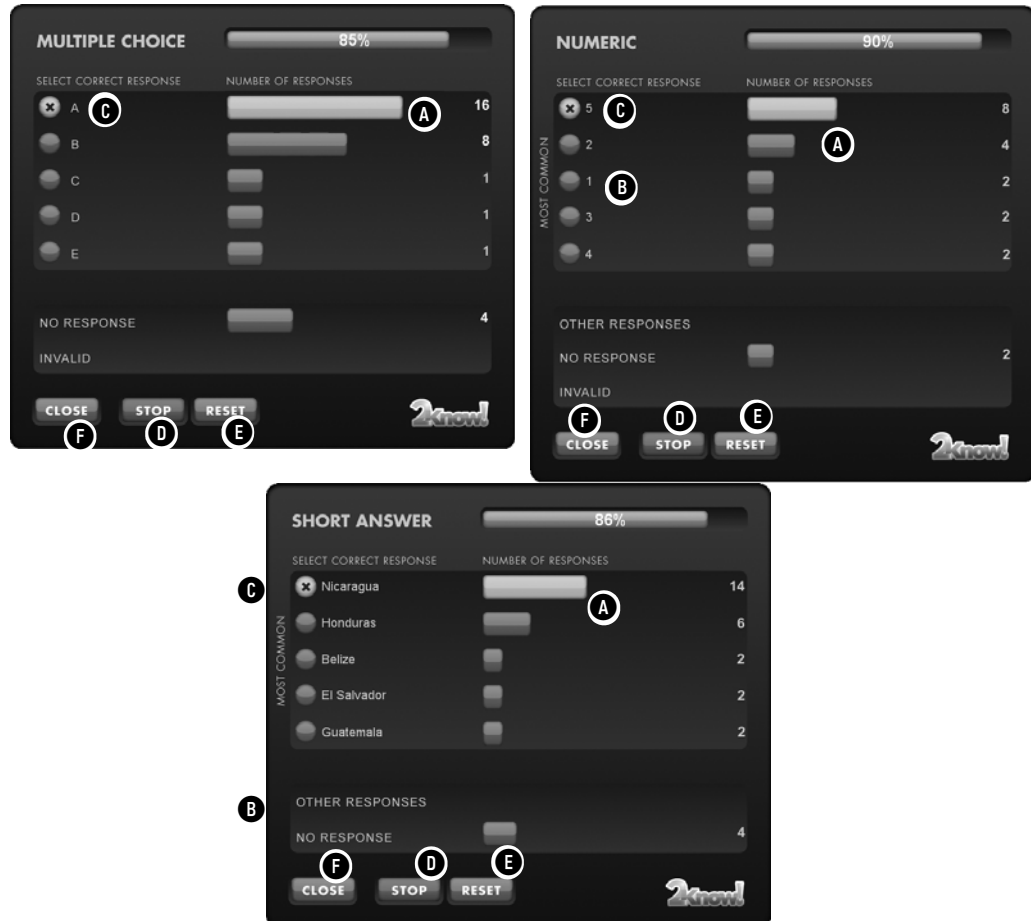 MULTIPLE CHOICE 85%
SELECT CORRECT RESPONSE NUMBER OF RESPONSES
A C A 16
B 8
C 1
D 1
E 1
NO RESPONSE 4
INVALID
CLOSE STOP RESET 2Know!
F D E
NUMERIC 90%
SELECT CORRECT RESPONSE NUMBER OF RESPONSES
MOST COMMON
5 C 8
2 A 4
1 B 2
3 2
4 2
OTHER RESPONSES
NO RESPONSE 2
INVALID
F D E
CLOSE STOP RESET 2Know!
SHORT ANSWER 86%
SELECT CORRECT RESPONSE NUMBER OF RESPONSES
MOST COMMON
C Nicaragua A 14
Honduras 6
Belize 2
El Salvador 2
Guatemala 2
B OTHER RESPONSES
NO RESPONSE 4
F D E
CLOSE STOP RESET 2Know!